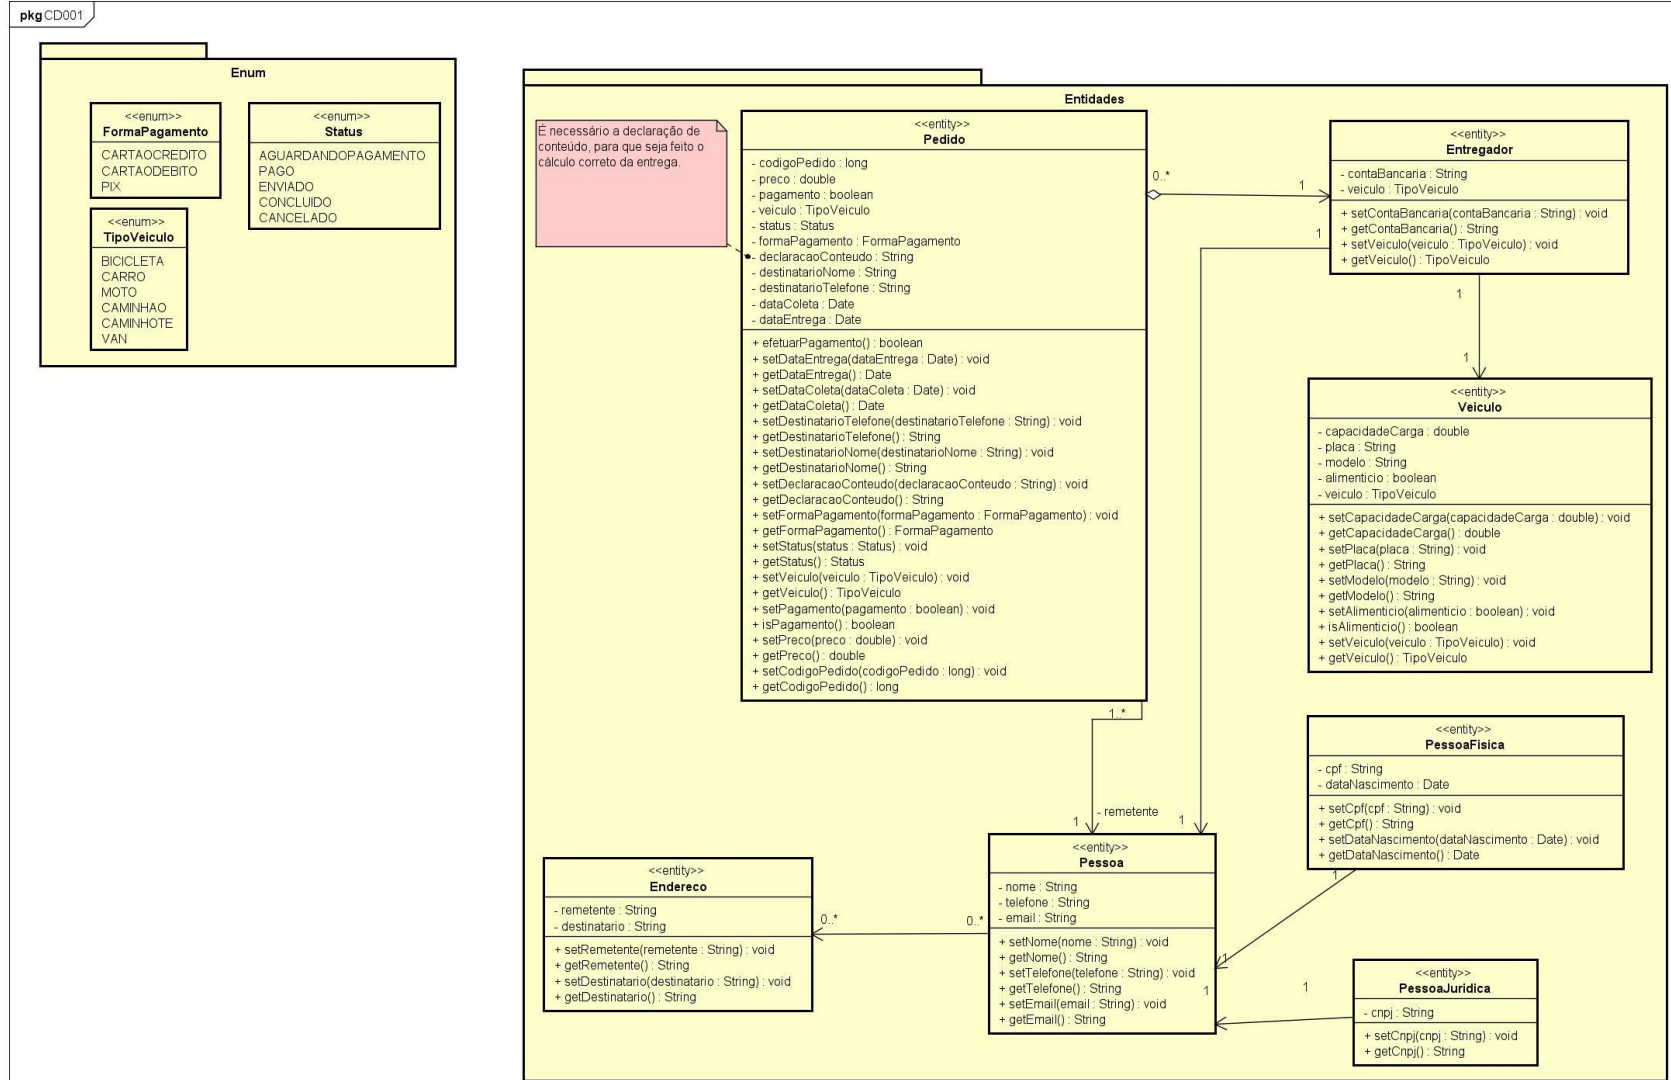 pkg CD001
Enum
<<enum>>
FormaPagamento
CARTAOCREDITO
CARTAODEBITO
PIX
<<enum>>
Status
AGUARDANDOPAGAMENTO
PAGO
ENVIADO
CONCLUIDO
CANCELADO
<<enum>>
TipoVeiculo
BICICLETA
CARRO
MOTO
CAMINHAO
CAMINHOTE
VAN
Entidades
É necessário a declaração de
conteúdo, para que seja feito o
cálculo correto da entrega.
<<entity>>
Pedido
- codigoPedido : long
- preco : double
- pagamento : boolean
- veiculo : TipoVeiculo
- status : Status
- formaPagamento : FormaPagamento
- declaracaoConteudo : String
- destinatarioNome : String
- destinatarioTelefone : String
- dataColeta : Date
- dataEntrega : Date
+ efetuarPagamento() : boolean
+ setDataEntrega(dataEntrega : Date) : void
+ getDataEntrega() : Date
+ setDataColeta(dataColeta : Date) : void
+ getDataColeta() : Date
+ setDestinatarioTelefone(destinatarioTelefone : String) : void
+ getDestinatarioTelefone() : String
+ setDestinatarioNome(destinatarioNome : String) : void
+ getDestinatarioNome() : String
+ setDeclaracaoConteudo(declaracaoConteudo : String) : void
+ getDeclaracaoConteudo() : String
+ setFormaPagamento(formaPagamento : FormaPagamento) : void
+ getFormaPagamento() : FormaPagamento
+ setStatus(status : Status) : void
+ getStatus() : Status
+ setVeiculo(veiculo : TipoVeiculo) : void
+ getVeiculo() : TipoVeiculo
+ setPagamento(pagamento : boolean) : void
+ isPagamento() : boolean
+ setPreco(preco : double) : void
+ getPreco() : double
+ setCodigoPedido(codigoPedido : long) : void
+ getCodigoPedido() : long
0..*
1
<<entity>>
Entregador
- contaBancaria : String
- veiculo : TipoVeiculo
+ setContaBancaria(contaBancaria : String) : void
+ getContaBancaria() : String
+ setVeiculo(veiculo : TipoVeiculo) : void
+ getVeiculo() : TipoVeiculo
1
1
1
<<entity>>
Veiculo
- capacidadeCarga : double
- placa : String
- modelo : String
- alimenticio : boolean
- veiculo : TipoVeiculo
+ setCapacidadeCarga(capacidadeCarga : double) : void
+ getCapacidadeCarga() : double
+ setPlaca(placa : String) : void
+ getPlaca() : String
+ setModelo(modelo : String) : void
+ getModelo() : String
+ setAlimenticio(alimenticio : boolean) : void
+ isAlimenticio() : boolean
+ setVeiculo(veiculo : TipoVeiculo) : void
+ getVeiculo() : TipoVeiculo
1..*
- remetente
1
1
<<entity>>
PessoaFisica
- cpf : String
- dataNascimento : Date
+ setCpf(cpf : String) : void
+ getCpf() : String
+ setDataNascimento(dataNascimento : Date) : void
+ getDataNascimento() : Date
1
<<entity>>
Pessoa
- nome : String
- telefone : String
- email : String
+ setNome(nome : String) : void
+ getNome() : String
+ setTelefone(telefone : String) : void
+ getTelefone() : String
+ setEmail(email : String) : void
+ getEmail() : String
<<entity>>
Endereco
- remetente : String
- destinatario : String
+ setRemetente(remetente : String) : void
+ getRemetente() : String
+ setDestinatario(destinatario : String) : void
+ getDestinatario() : String
0..*
0..*
1
1
1
<<entity>>
PessoaJuridica
- cnpj : String
+ setCnpj(cnpj : String) : void
+ getCnpj() : String